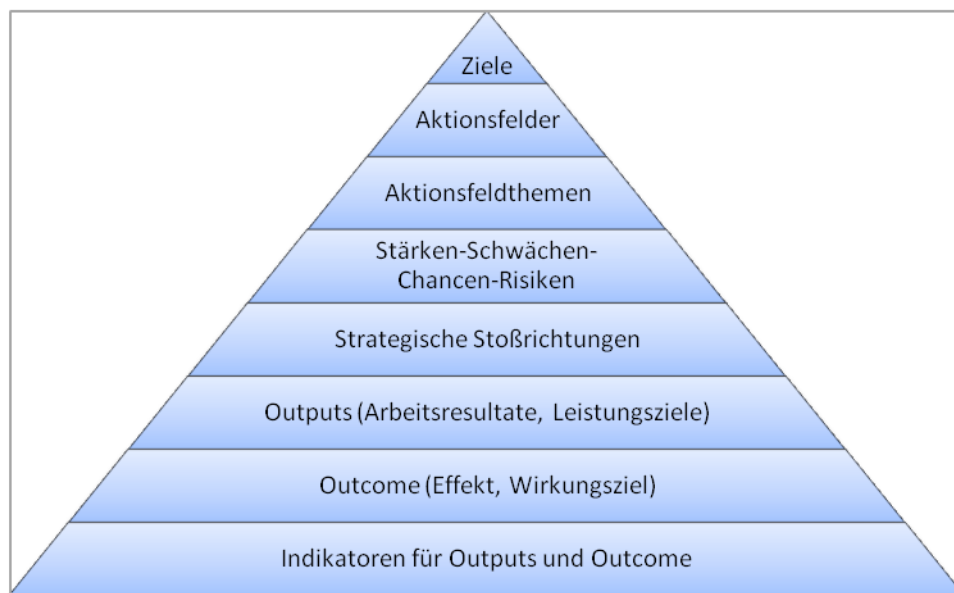 Ziele
Aktionsfelder
Aktionsfeldthemen
Stärken-Schwächen-
Chancen-Risiken
Strategische Stoßrichtungen
Outputs (Arbeitsresultate, Leistungsziele)
Outcome (Effekt, Wirkungsziel)
Indikatoren für Outputs und Outcome